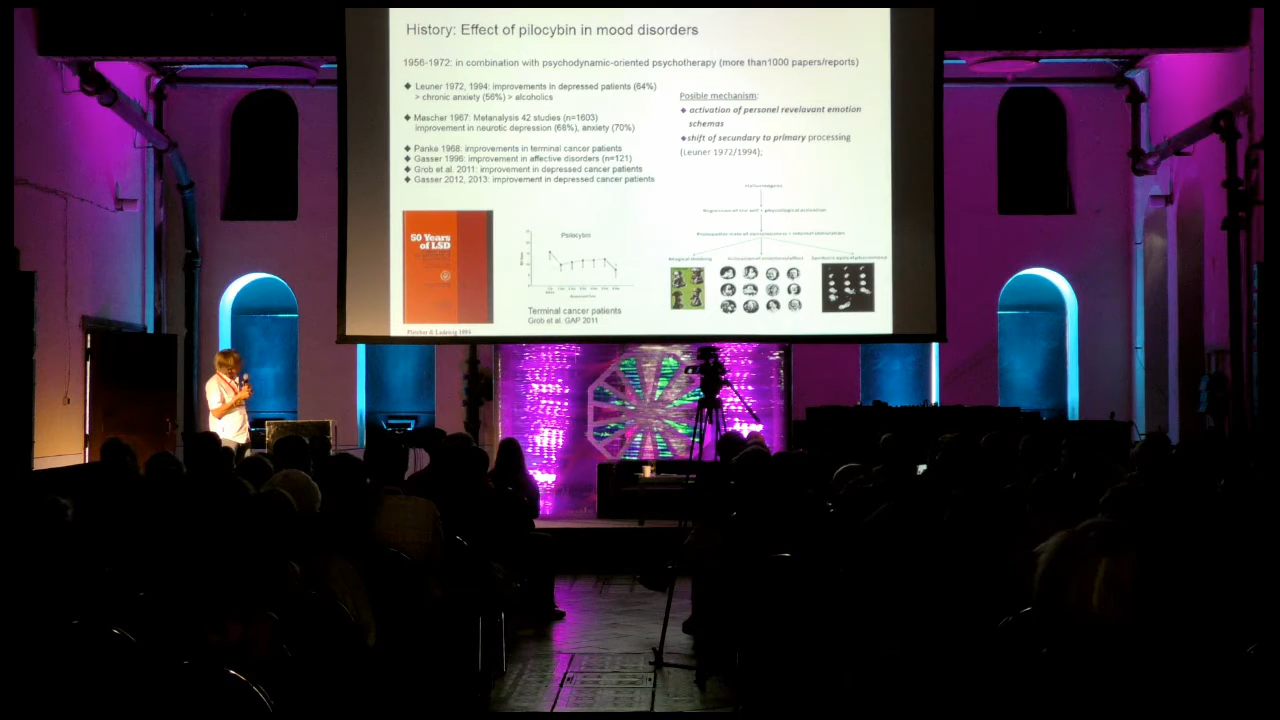 History: Effect of pilocybin in mood disorders
1956-1972: in combination with psychodynamic-oriented psychotherapy (more than1000 papers/reports)
◆ Leuner 1972, 1994: improvements in depressed patients (64%)
> chronic anxiety (56%) > alcoholics
◆ Mascher 1967: Metanalysis 42 studies (n=1603)
improvement in neurotic depression (68%), anxiety (70%)
◆ Panke 1968: improvements in terminal cancer patients
◆ Gasser 1996: improvement in affective disorders (n=121)
◆ Grob et al. 2011: improvement in depressed cancer patients
◆ Gasser 2012, 2013: improvement in depressed cancer patients
Posible mechanism:
◆ activation of personel revelavant emotion
schemas
◆shift of secundary to primary processing
(Leuner 1972/1994);
50 Years
of LSD
Psilocybin
Terminal cancer patients
Grob et al. GAP 2011
Pletcher & Ladewig 1994